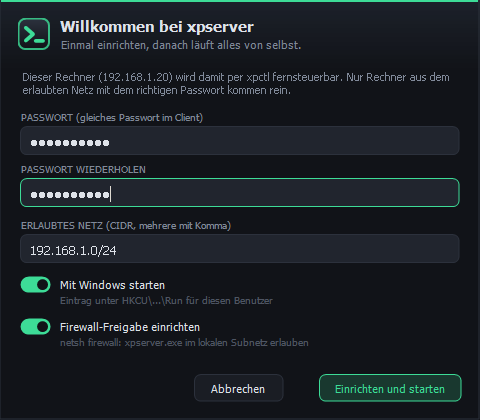 Willkommen bei xpserver
Einmal einrichten, danach läuft alles von selbst.
Dieser Rechner (192.168.1.20) wird damit per xpctl fernsteuerbar. Nur Rechner aus dem
erlaubten Netz mit dem richtigen Passwort kommen rein.
PASSWORT (gleiches Passwort im Client)
●●●●●●●●●●
PASSWORT WIEDERHOLEN
●●●●●●●●●●
ERLAUBTES NETZ (CIDR, mehrere mit Komma)
192.168.1.0/24
Mit Windows starten
Eintrag unter HKCU\...\Run für diesen Benutzer
Firewall-Freigabe einrichten
netsh firewall: xpserver.exe im lokalen Subnetz erlauben
Abbrechen
Einrichten und starten